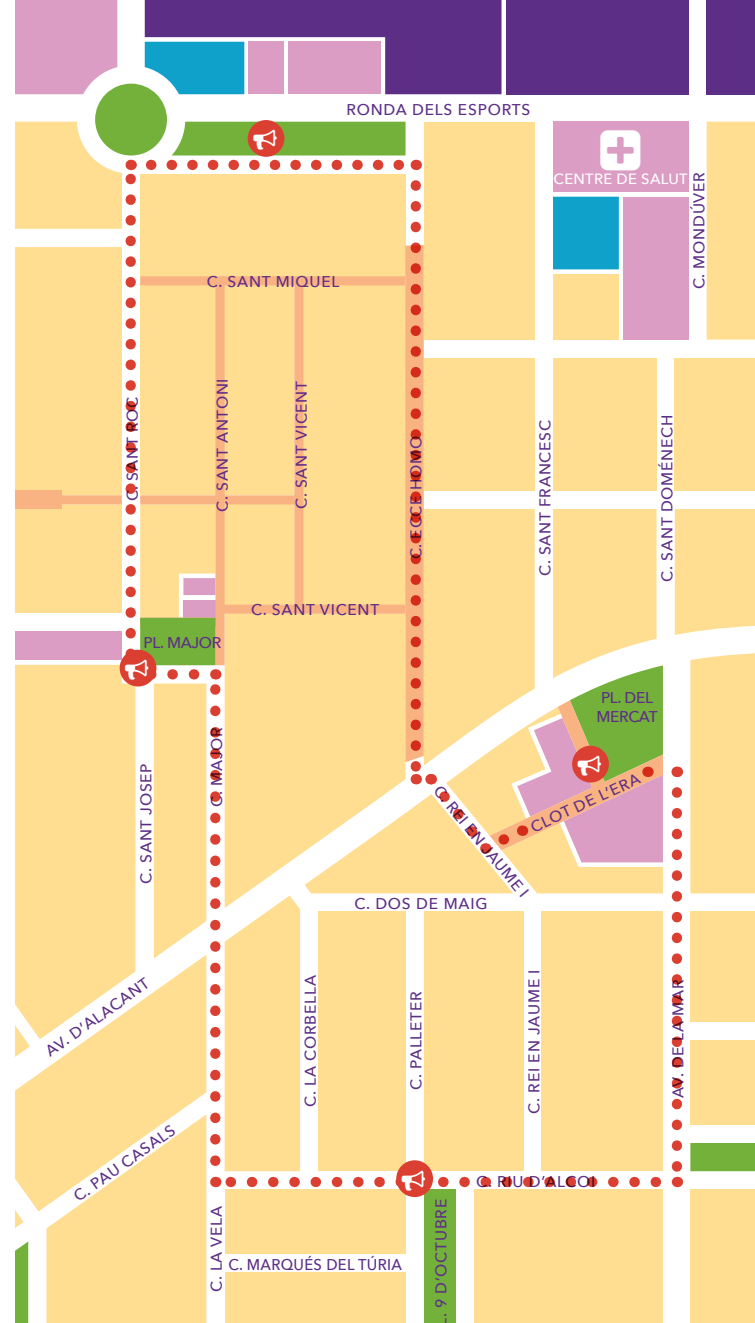 RONDA DELS ESPORTS
CENTRE DE SALUT
C. MONDÚVER
C. SANT MIQUEL
C. SANT ROC
C. SANT ANTONI
C. SANT VICENT
C. ECCE HOMO
C. SANT FRANCESC
C. SANT DOMÉNECH
C. SANT VICENT
PL. MAJOR
PL. DEL
MERCAT
C. MAJOR
C. SANT JOSEP
C. REI EN JAUME I
CLOT DE L'ERA
C. DOS DE MAIG
AV. D'ALACANT
C. LA CORBELLA
C. PALLETER
C. REI EN JAUME I
AV. DE LA MAR
C. PAU CASALS
C. RIU D'ALCOI
C. LA VELA
C. MARQUÉS DEL TÚRIA
9 D'OCTUBRE